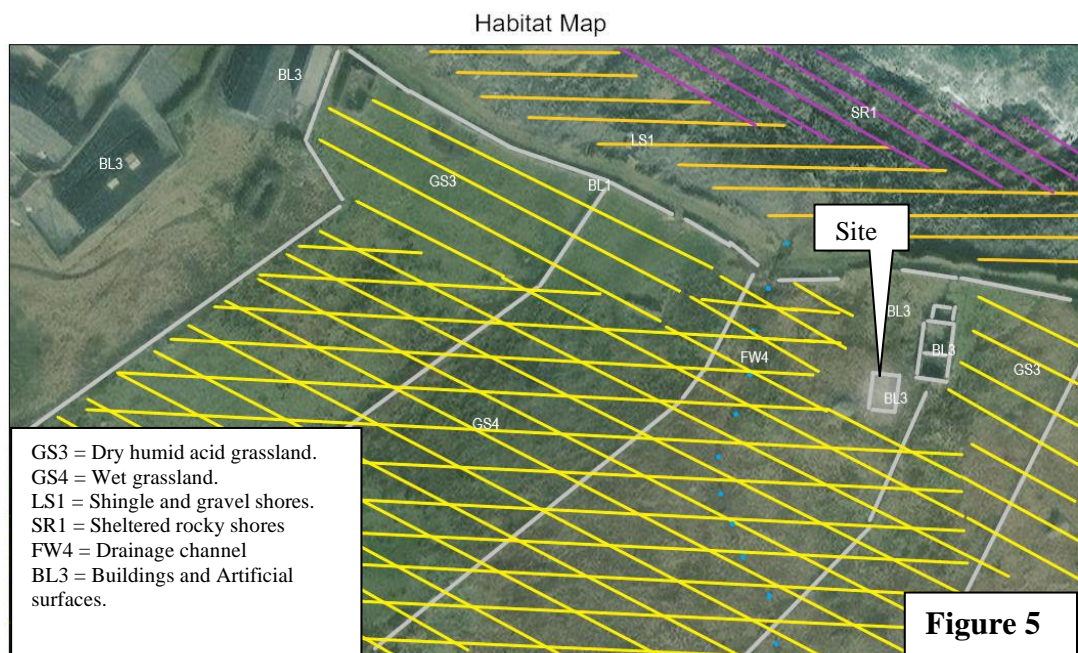 Habitat Map
BL3
BL3
SR1
LS1
GS3
BL1
Site
BL3
FW4
BL3
GS3
BL3
GS4
GS3 = Dry humid acid grassland.
GS4 = Wet grassland.
LS1 = Shingle and gravel shores.
SR1 = Sheltered rocky shores
FW4 = Drainage channel
BL3 = Buildings and Artificial
surfaces.
Figure 5